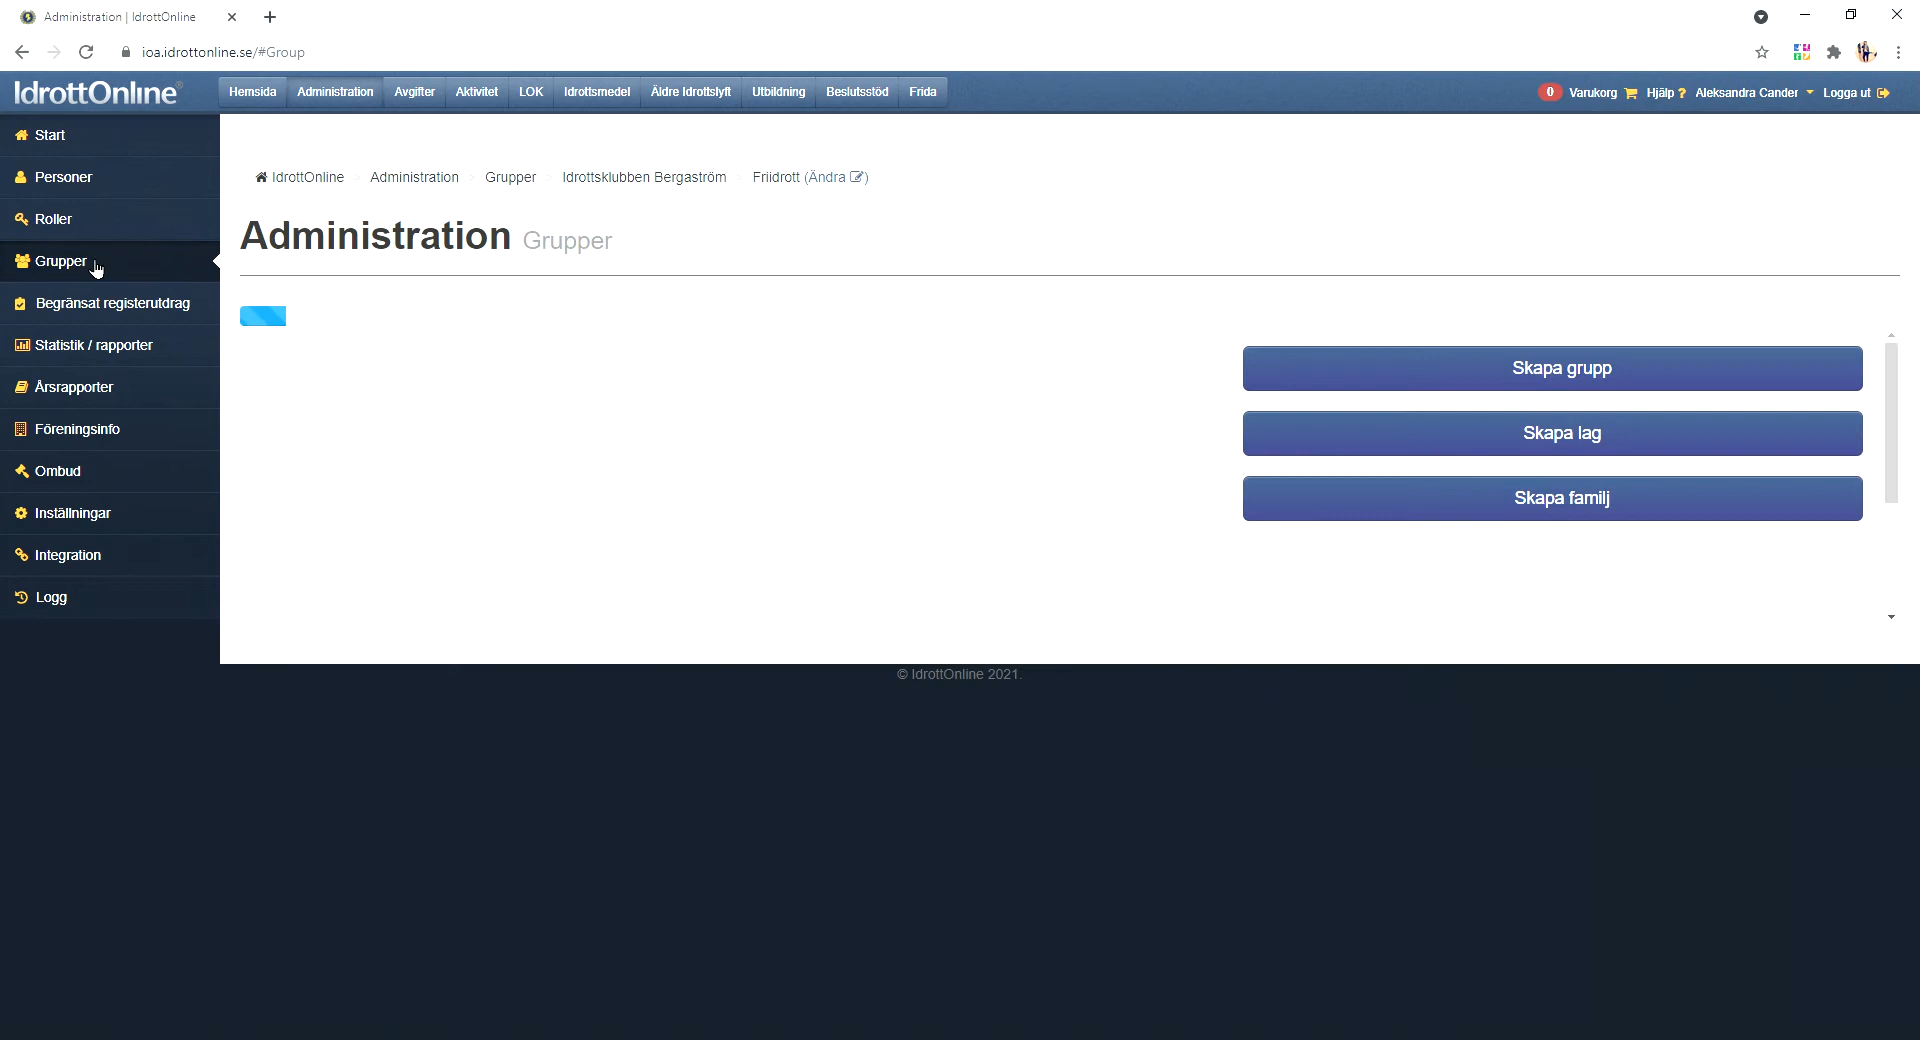 Administration | IdrottOnline
ioa.idrottonline.se/#Group
IdrottOnline®
Hemsida Administration Avgifter Aktivitet LOK Idrottsmedel Äldre Idrottslyft Utbildning Beslutsstöd Frida
0 Varukorg Hjälp ? Aleksandra Cander Logga ut
Start
Personer
Roller
Grupper
Begränsat registerutdrag
Statistik / rapporter
Årsrapporter
Föreningsinfo
Ombud
Inställningar
Integration
Logg
IdrottOnline Administration Grupper Idrottsklubben Bergaström Friidrott (Ändra)
Administration Grupper
Skapa grupp
Skapa lag
Skapa familj
© IdrottOnline 2021.